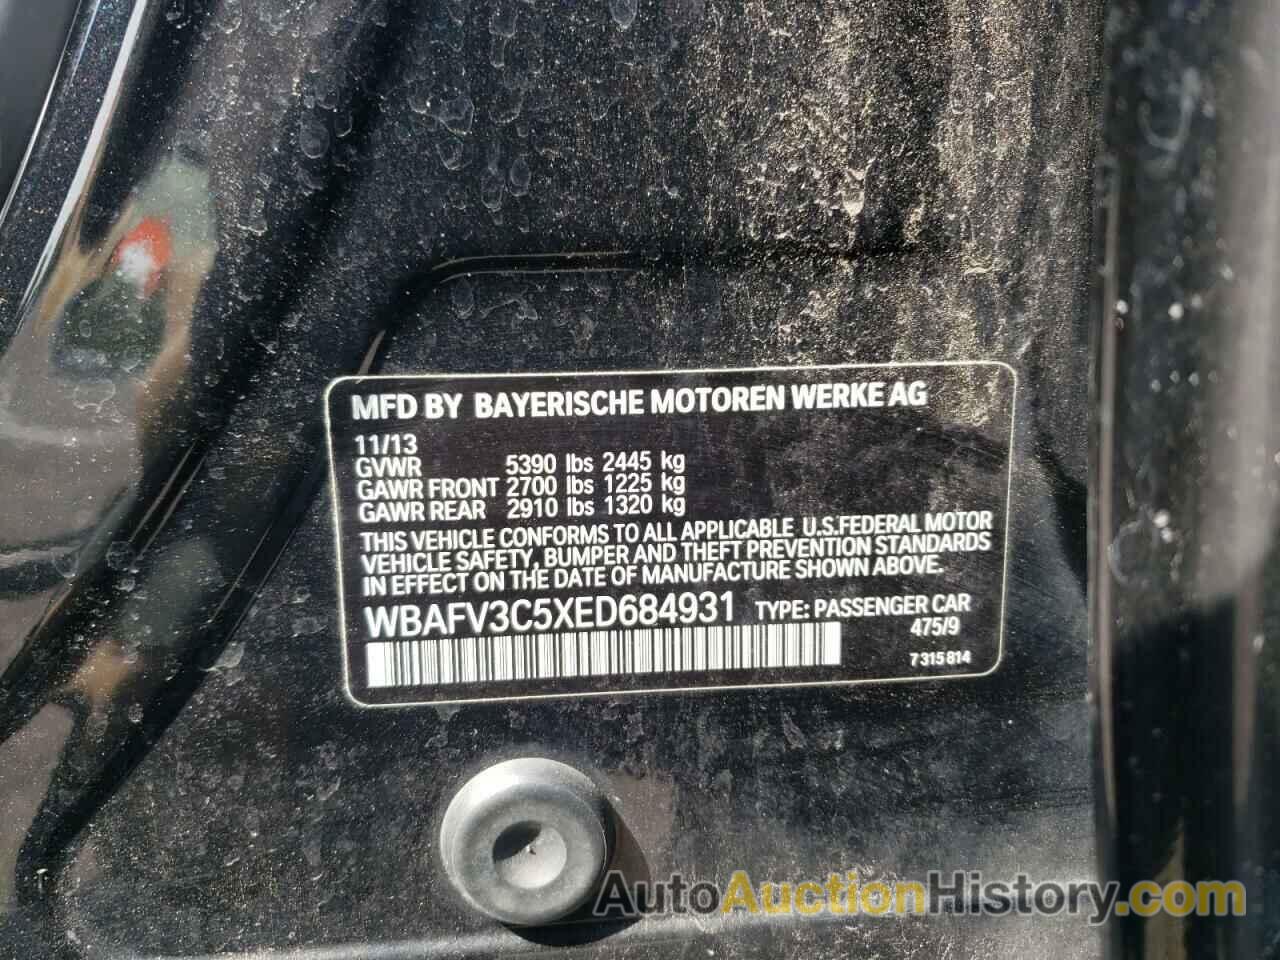 MFD BY BAYERISCHE MOTOREN WERKE AG
11/13
GVWR 5390 lbs 2445 kg
GAWR FRONT 2700 lbs 1225 kg
GAWR REAR 2910 lbs 1320 kg
THIS VEHICLE CONFORMS TO ALL APPLICABLE U.S.FEDERAL MOTOR
VEHICLE SAFETY, BUMPER AND THEFT PREVENTION STANDARDS
IN EFFECT ON THE DATE OF MANUFACTURE SHOWN ABOVE.
WBAFV3C5XED684931 TYPE: PASSENGER CAR
475/9
7 315 814
AutoAuctionHistory.com